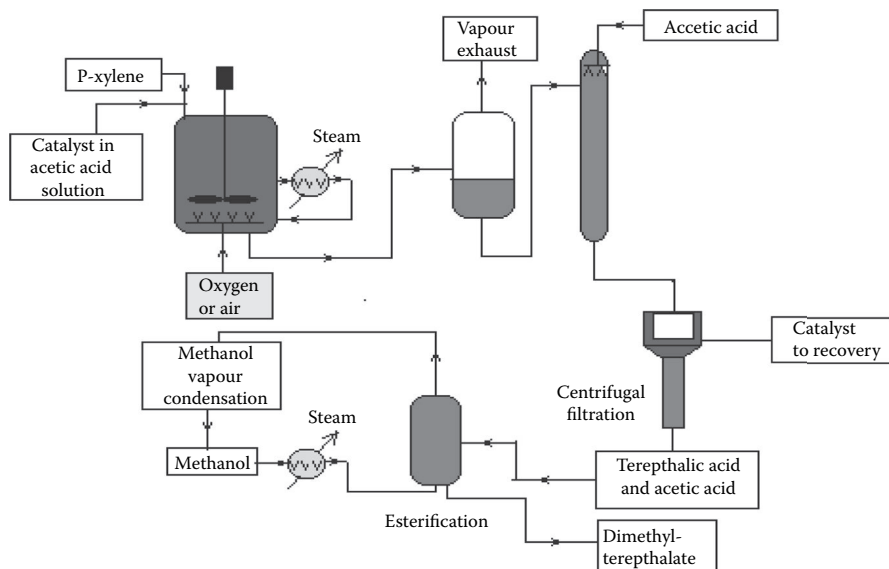 Vapour
exhaust
Accetic acid
P-xylene
Catalyst in
acetic acid
solution
Steam
Oxygen
or air
Methanol
vapour
condensation
Steam
Methanol
Esterification
Centrifugal
filtration
Catalyst
to recovery
Terepthalic acid
and acetic acid
Dimethyl-
terepthalate